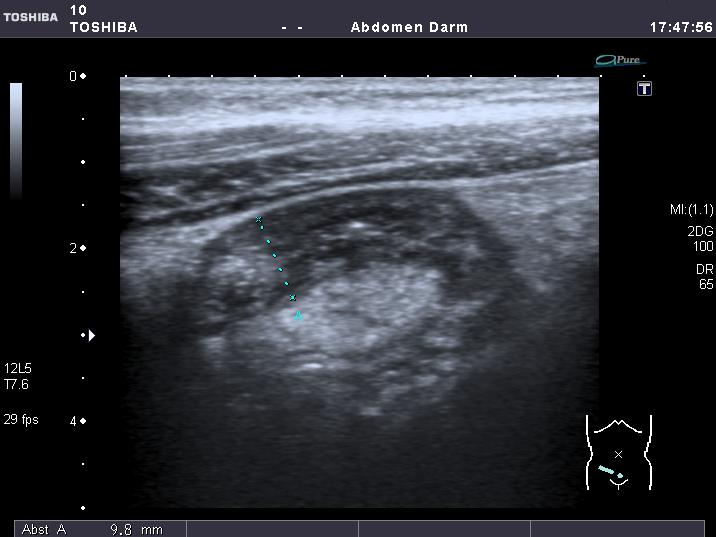 TOSHIBA
10
TOSHIBA
- - Abdomen Darm
17:47:56
aPure
T
0
2
4
MI:(1.1)
2DG
100
DR
65
12L5
T7.6
29 fps
A
Abst A 9.8 mm